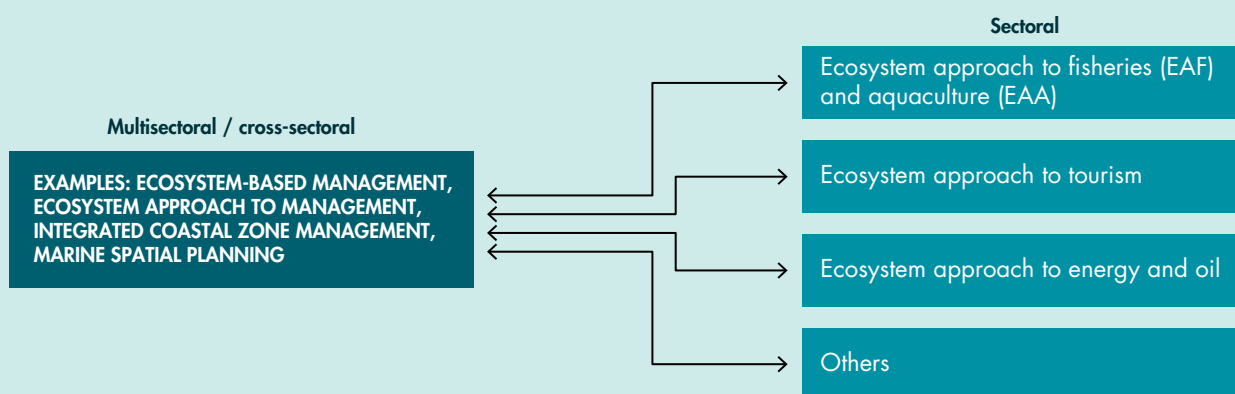 Multisectoral / cross-sectoral
EXAMPLES: ECOSYSTEM-BASED MANAGEMENT,
ECOSYSTEM APPROACH TO MANAGEMENT,
INTEGRATED COASTAL ZONE MANAGEMENT,
MARINE SPATIAL PLANNING
Sectoral
Ecosystem approach to fisheries (EAF)
and aquaculture (EAA)
Ecosystem approach to tourism
Ecosystem approach to energy and oil
Others